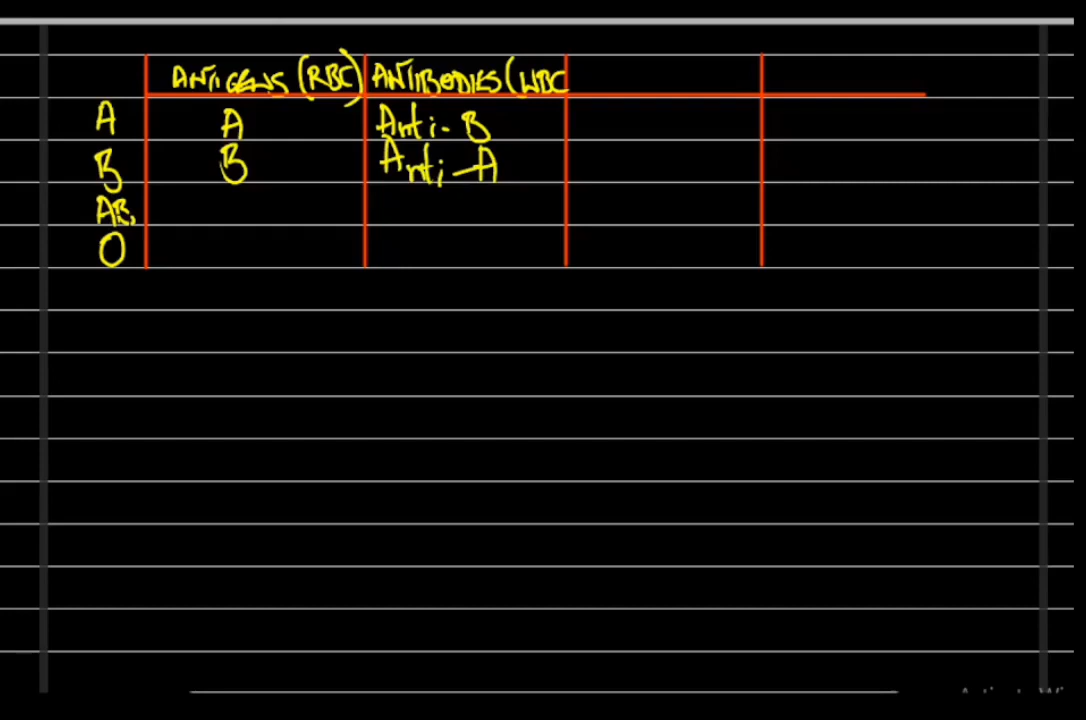 ANTIGENS (RBC) ANTIBODIES (WBC
A A Anti-B
B B Anti-A
AB.
O